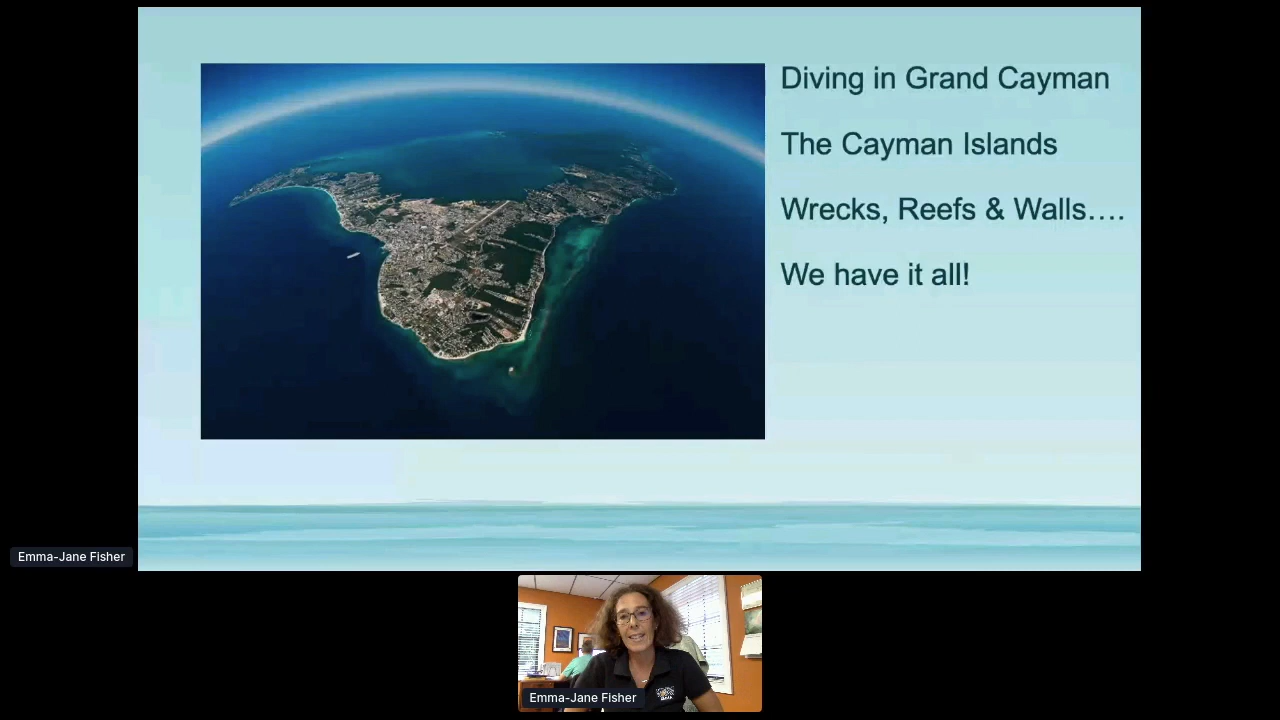 Diving in Grand Cayman
The Cayman Islands
Wrecks, Reefs & Walls....
We have it all!
Emma-Jane Fisher
Emma-Jane Fisher